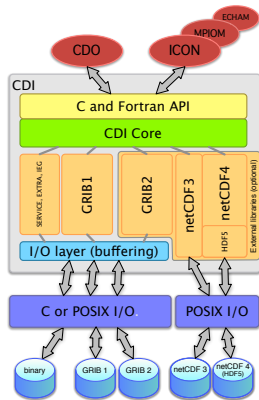 ECHAM
MPIOM
CDO
ICON
CDI
C and Fortran API
CDI Core
SERVICE, EXTRA, IEG
GRIB1
GRIB2
netCDF3
netCDF4
HDF5
External libraries (optional)
I/O layer (buffering)
C or POSIX I/O.
POSIX I/O
binary
GRIB 1
GRIB 2
netCDF 3
netCDF 4
(HDF5)